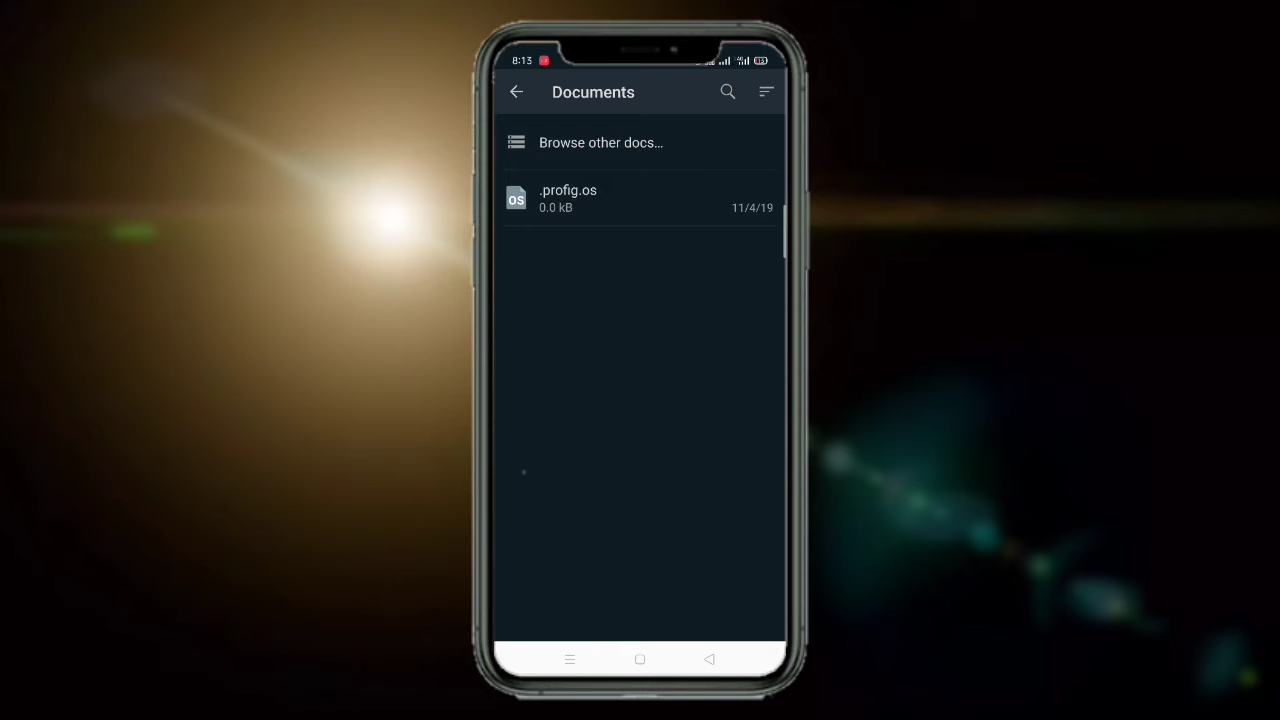 8:13
Documents
Browse other docs...
.profig.os
OS
0.0 kB
11/4/19